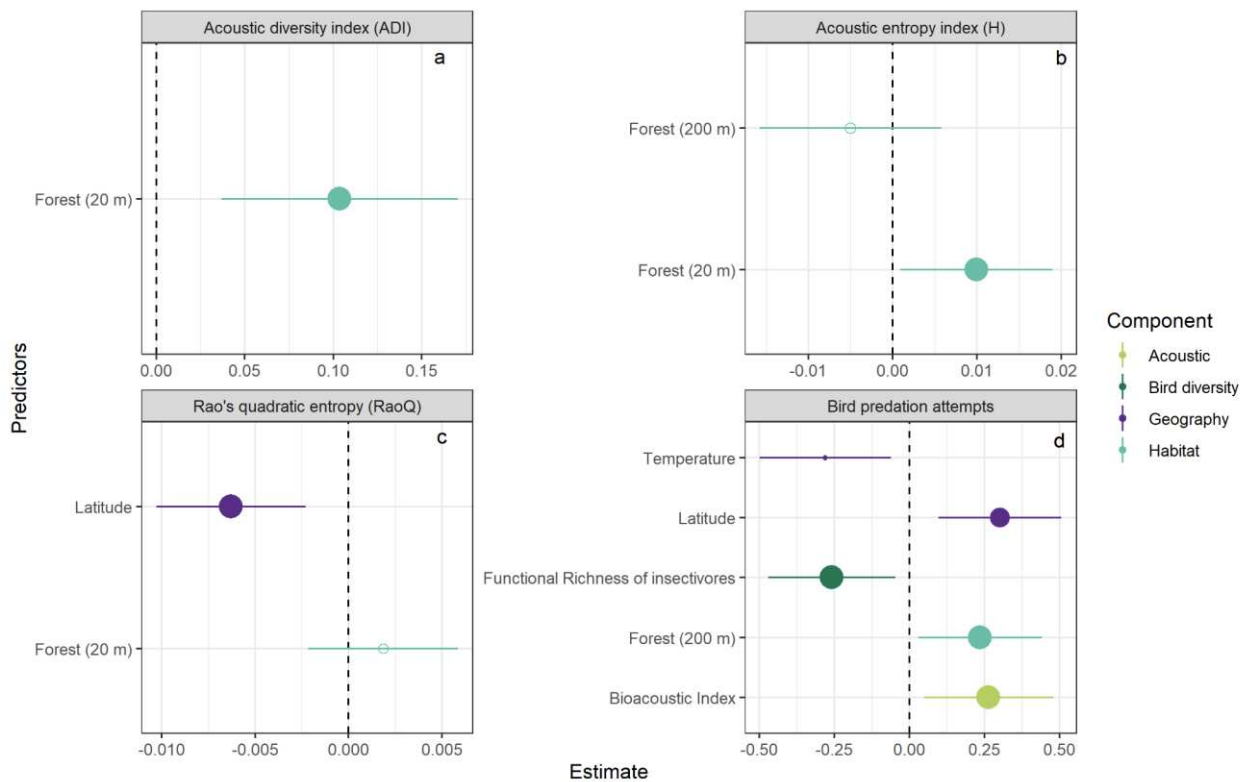 Acoustic diversity index (ADI)
a
Forest (20 m)
0.00 0.05 0.10 0.15
Acoustic entropy index (H)
b
Forest (200 m)
Forest (20 m)
-0.01 0.00 0.01 0.02
Predictors
Rao's quadratic entropy (RaoQ)
c
Latitude
Forest (20 m)
-0.010 -0.005 0.000 0.005
Bird predation attempts
d
Temperature
Latitude
Functional Richness of insectivores
Forest (200 m)
Bioacoustic Index
-0.50 -0.25 0.00 0.25 0.50
Estimate
Component
Acoustic
Bird diversity
Geography
Habitat